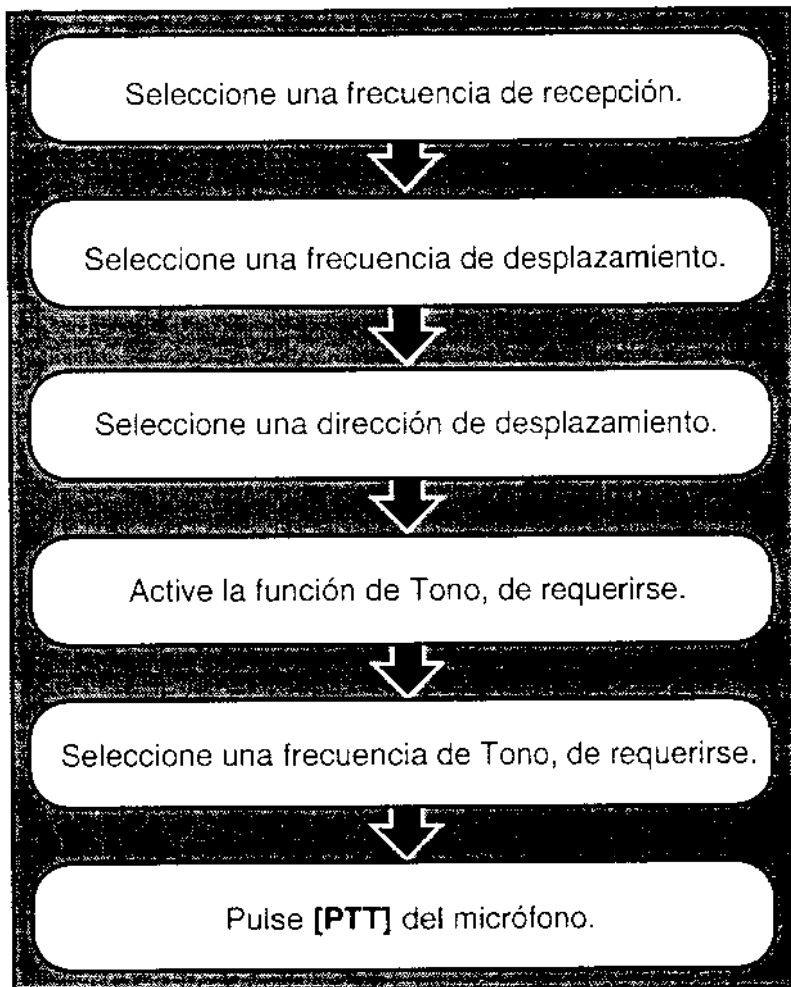 Seleccione una frecuencia de recepción.
Seleccione una frecuencia de desplazamiento.
Seleccione una dirección de desplazamiento.
Active la función de Tono, de requerirse.
Seleccione una frecuencia de Tono, de requerirse.
Pulse [PTT] del micrófono.